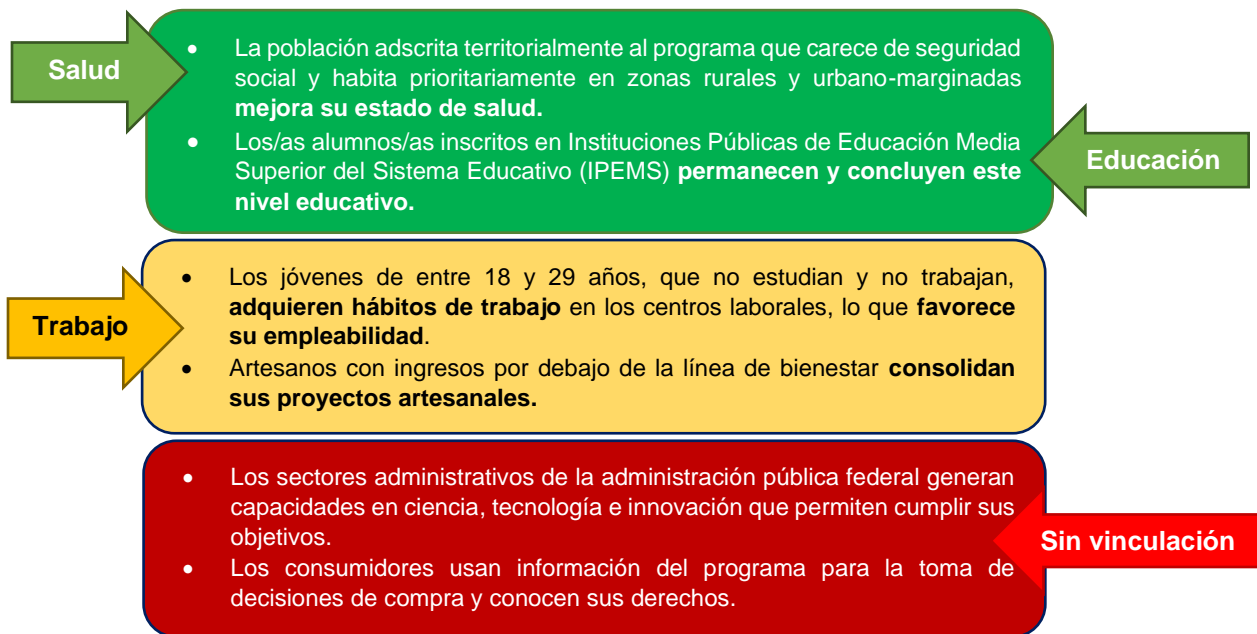 Salud
• La población adscrita territorialmente al programa que carece de seguridad
social y habita prioritariamente en zonas rurales y urbano-marginadas
mejora su estado de salud.
• Los/as alumnos/as inscritos en Instituciones Públicas de Educación Media
Superior del Sistema Educativo (IPEMS) permanecen y concluyen este
nivel educativo.
Educación
Trabajo
• Los jóvenes de entre 18 y 29 años, que no estudian y no trabajan,
adquieren hábitos de trabajo en los centros laborales, lo que favorece
su empleabilidad.
• Artesanos con ingresos por debajo de la línea de bienestar consolidan
sus proyectos artesanales.
• Los sectores administrativos de la administración pública federal generan
capacidades en ciencia, tecnología e innovación que permiten cumplir sus
objetivos.
• Los consumidores usan información del programa para la toma de
decisiones de compra y conocen sus derechos.
Sin vinculación